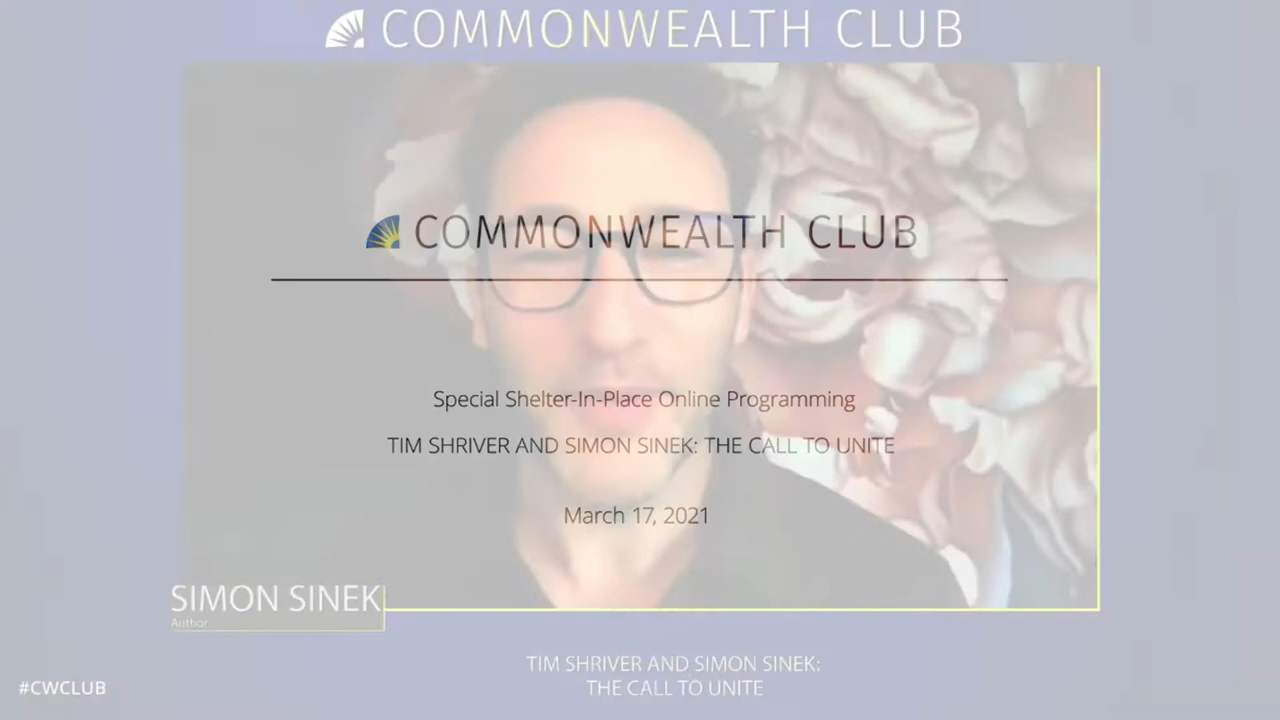 COMMONWEALTH CLUB
COMMONWEALTH CLUB
Special Shelter-In-Place Online Programming
TIM SHRIVER AND SIMON SINEK: THE CALL TO UNITE
March 17, 2021
SIMON SINEK
Author
#CWCLUB
TIM SHRIVER AND SIMON SINEK:
THE CALL TO UNITE